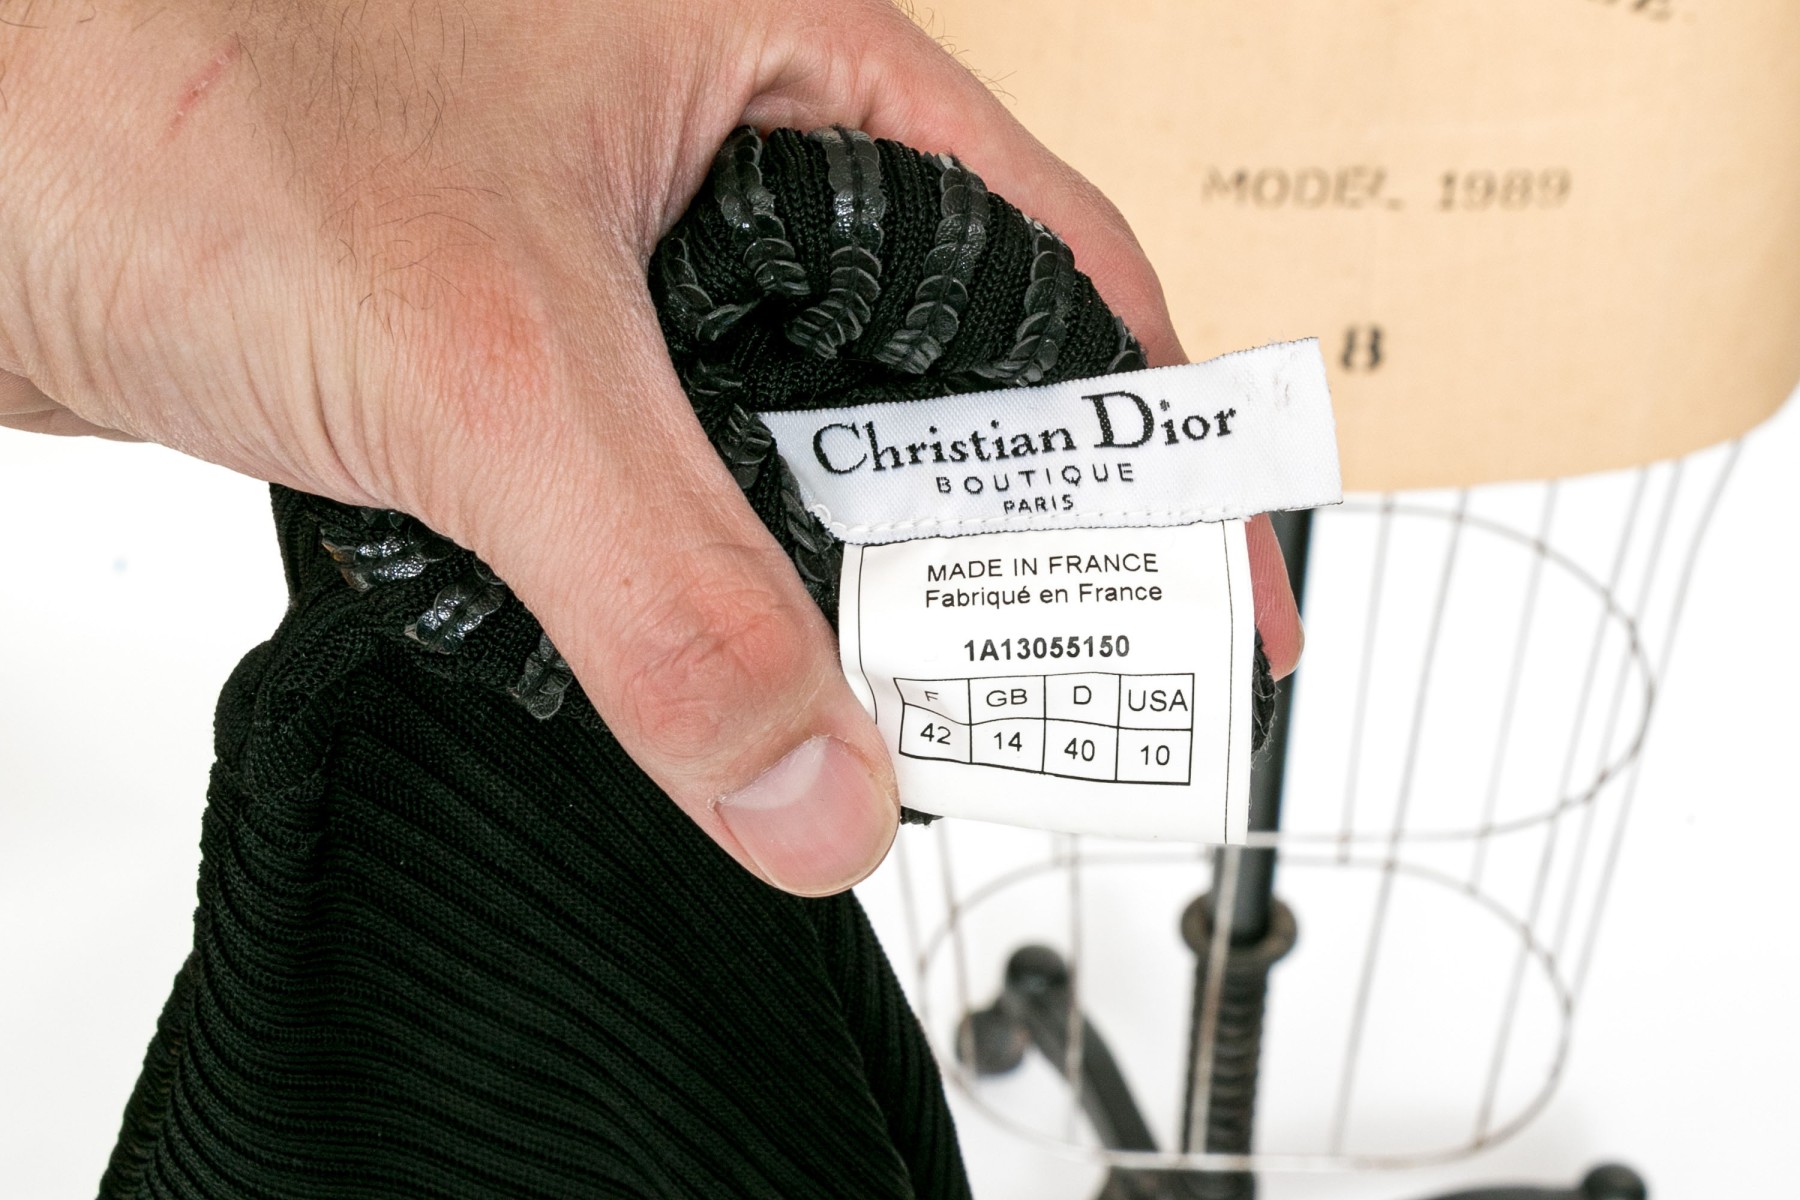 MODEL 1989
8
Christian Dior
BOUTIQUE
PARIS
MADE IN FRANCE
Fabriqué en France
1A13055150
F GB D USA
42 14 40 10